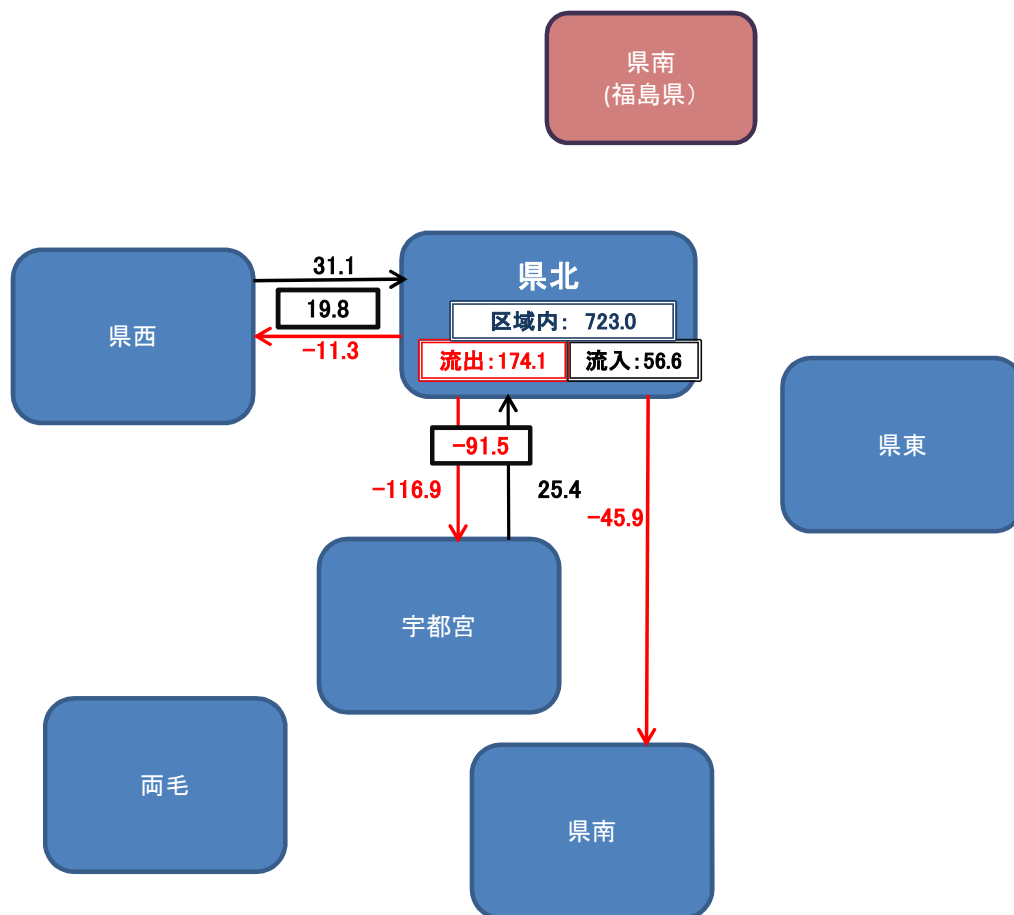 県南
(福島県）
県北
31.1
19.8
区域内： 723.0
県西
-11.3
流出：174.1
流入：56.6
-91.5
県東
-116.9
25.4
-45.9
宇都宮
両毛
県南